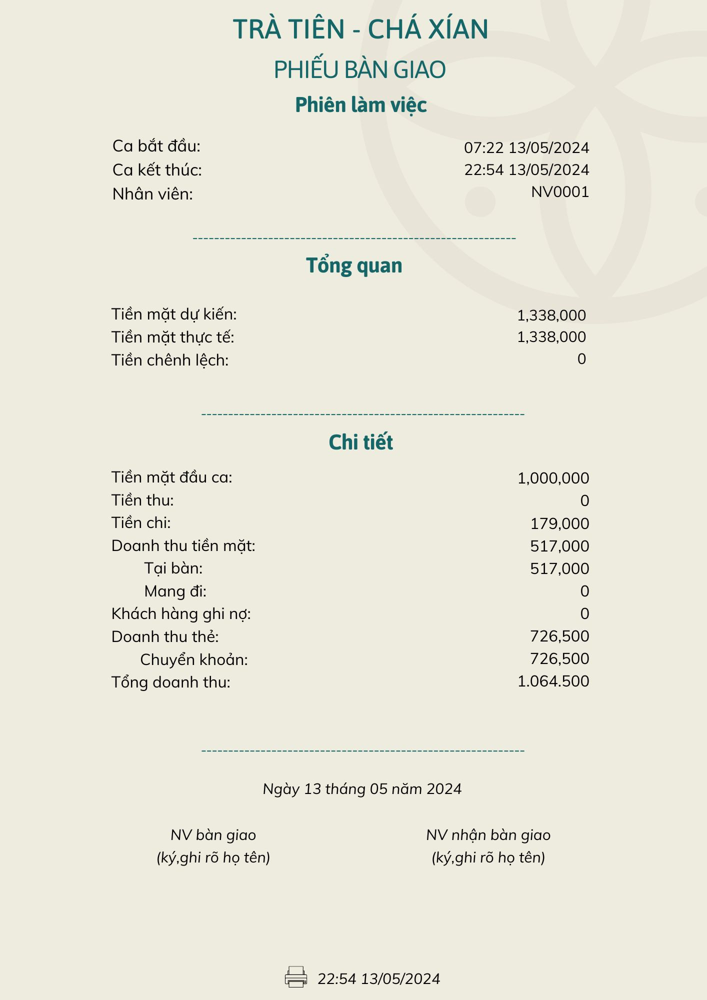 TRÀ TIÊN - CHÁ XÍAN
PHIẾU BÀN GIAO
Phiên làm việc
Ca bắt đầu: 07:22 13/05/2024
Ca kết thúc: 22:54 13/05/2024
Nhân viên: NV0001
------------------------------------------------------------
Tổng quan
Tiền mặt dự kiến: 1,338,000
Tiền mặt thực tế: 1,338,000
Tiền chênh lệch: 0
------------------------------------------------------------
Chi tiết
Tiền mặt đầu ca: 1,000,000
Tiền thu: 0
Tiền chi: 179,000
Doanh thu tiền mặt: 517,000
Tại bàn: 517,000
Mang đi: 0
Khách hàng ghi nợ: 0
Doanh thu thẻ: 726,500
Chuyển khoản: 726,500
Tổng doanh thu: 1.064.500
------------------------------------------------------------
Ngày 13 tháng 05 năm 2024
NV bàn giao NV nhận bàn giao
(ký,ghi rõ họ tên) (ký,ghi rõ họ tên)
22:54 13/05/2024